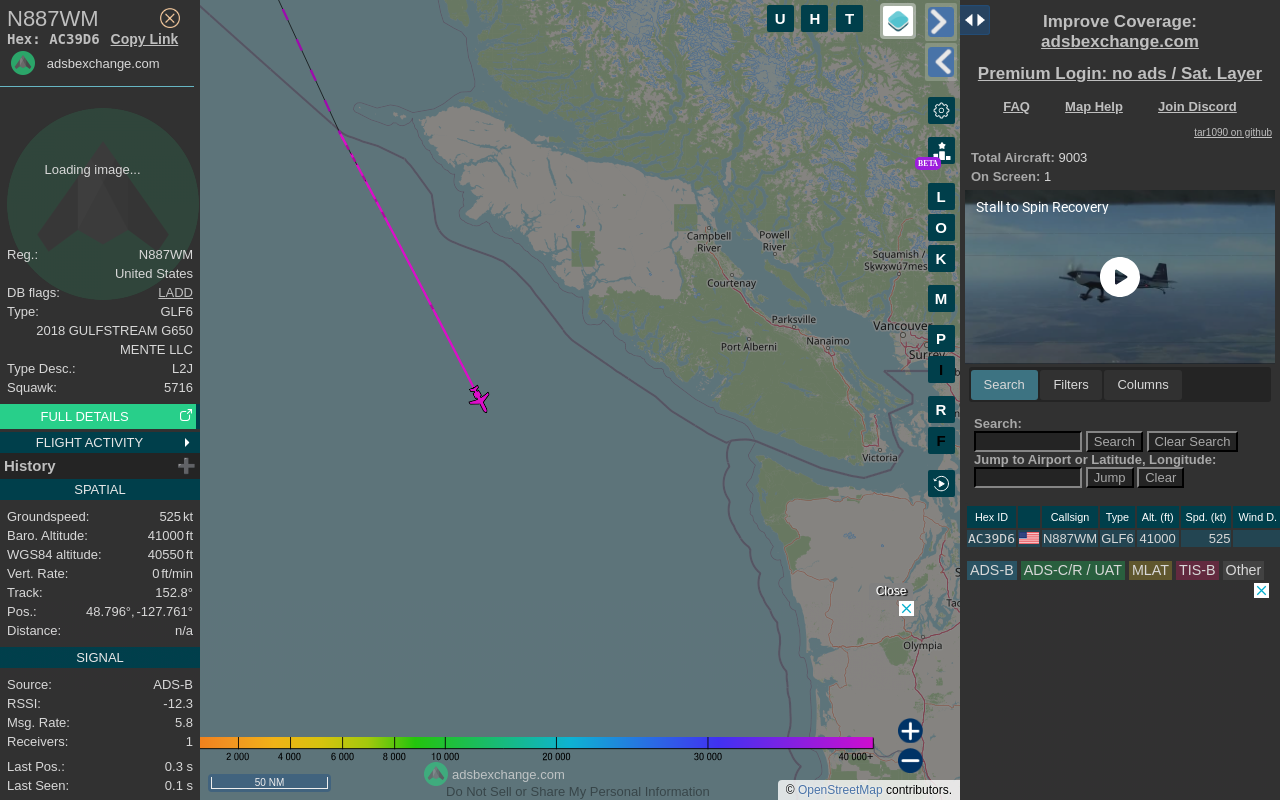 N887WM
Hex: AC39D6 Copy Link
adsbexchange.com
Loading image...
Reg.: N887WM
United States
DB flags: LADD
Type: GLF6
2018 GULFSTREAM G650
MENTE LLC
Type Desc.: L2J
Squawk: 5716
FULL DETAILS
FLIGHT ACTIVITY
History
SPATIAL
Groundspeed: 525 kt
Baro. Altitude: 41000 ft
WGS84 altitude: 40550 ft
Vert. Rate: 0 ft/min
Track: 152.8°
Pos.: 48.796°, -127.761°
Distance: n/a
SIGNAL
Source: ADS-B
RSSI: -12.3
Msg. Rate: 5.8
Receivers: 1
Last Pos.: 0.3 s
Last Seen: 0.1 s
U H T
BETA
L
O
K
M
P
I
R
F
Campbell
River
Powell
River
Squamish /
Sḵwx̱wú7mesh
Courtenay
Parksville
Vancouver
Port Alberni
Nanaimo
Surrey
Victoria
Olympia
Close
2 000 4 000 6 000 8 000 10 000 20 000 30 000 40 000+
50 NM
adsbexchange.com
Do Not Sell or Share My Personal Information
© OpenStreetMap contributors.
Improve Coverage:
adsbexchange.com
Premium Login: no ads / Sat. Layer
FAQ Map Help Join Discord
tar1090 on github
Total Aircraft: 9003
On Screen: 1
Stall to Spin Recovery
Search Filters Columns
Search:
Search Clear Search
Jump to Airport or Latitude, Longitude:
Jump Clear
Hex ID Callsign Type Alt. (ft) Spd. (kt) Wind D.
AC39D6 N887WM GLF6 41000 525
ADS-B ADS-C/R / UAT MLAT TIS-B Other